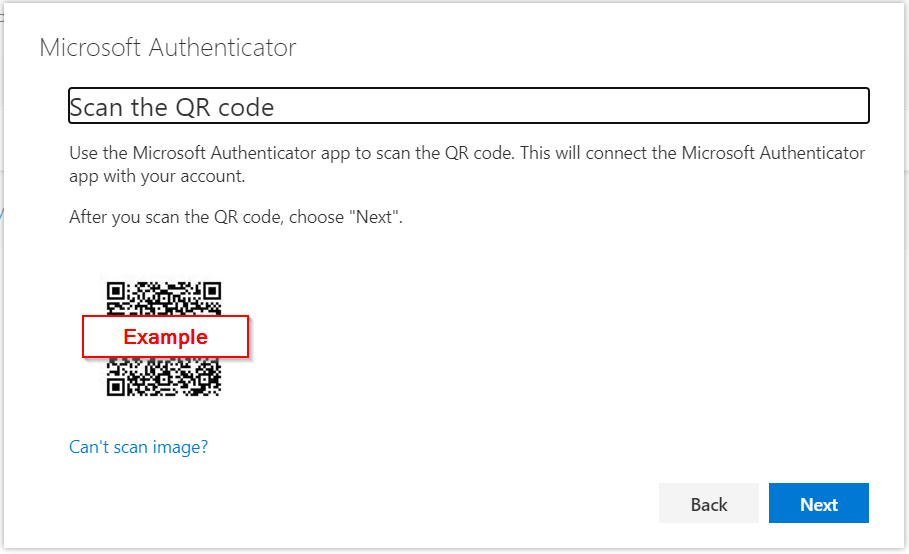 Microsoft Authenticator
Scan the QR code
Use the Microsoft Authenticator app to scan the QR code. This will connect the Microsoft Authenticator
app with your account.
After you scan the QR code, choose "Next".
Example
Can't scan image?
Back
Next